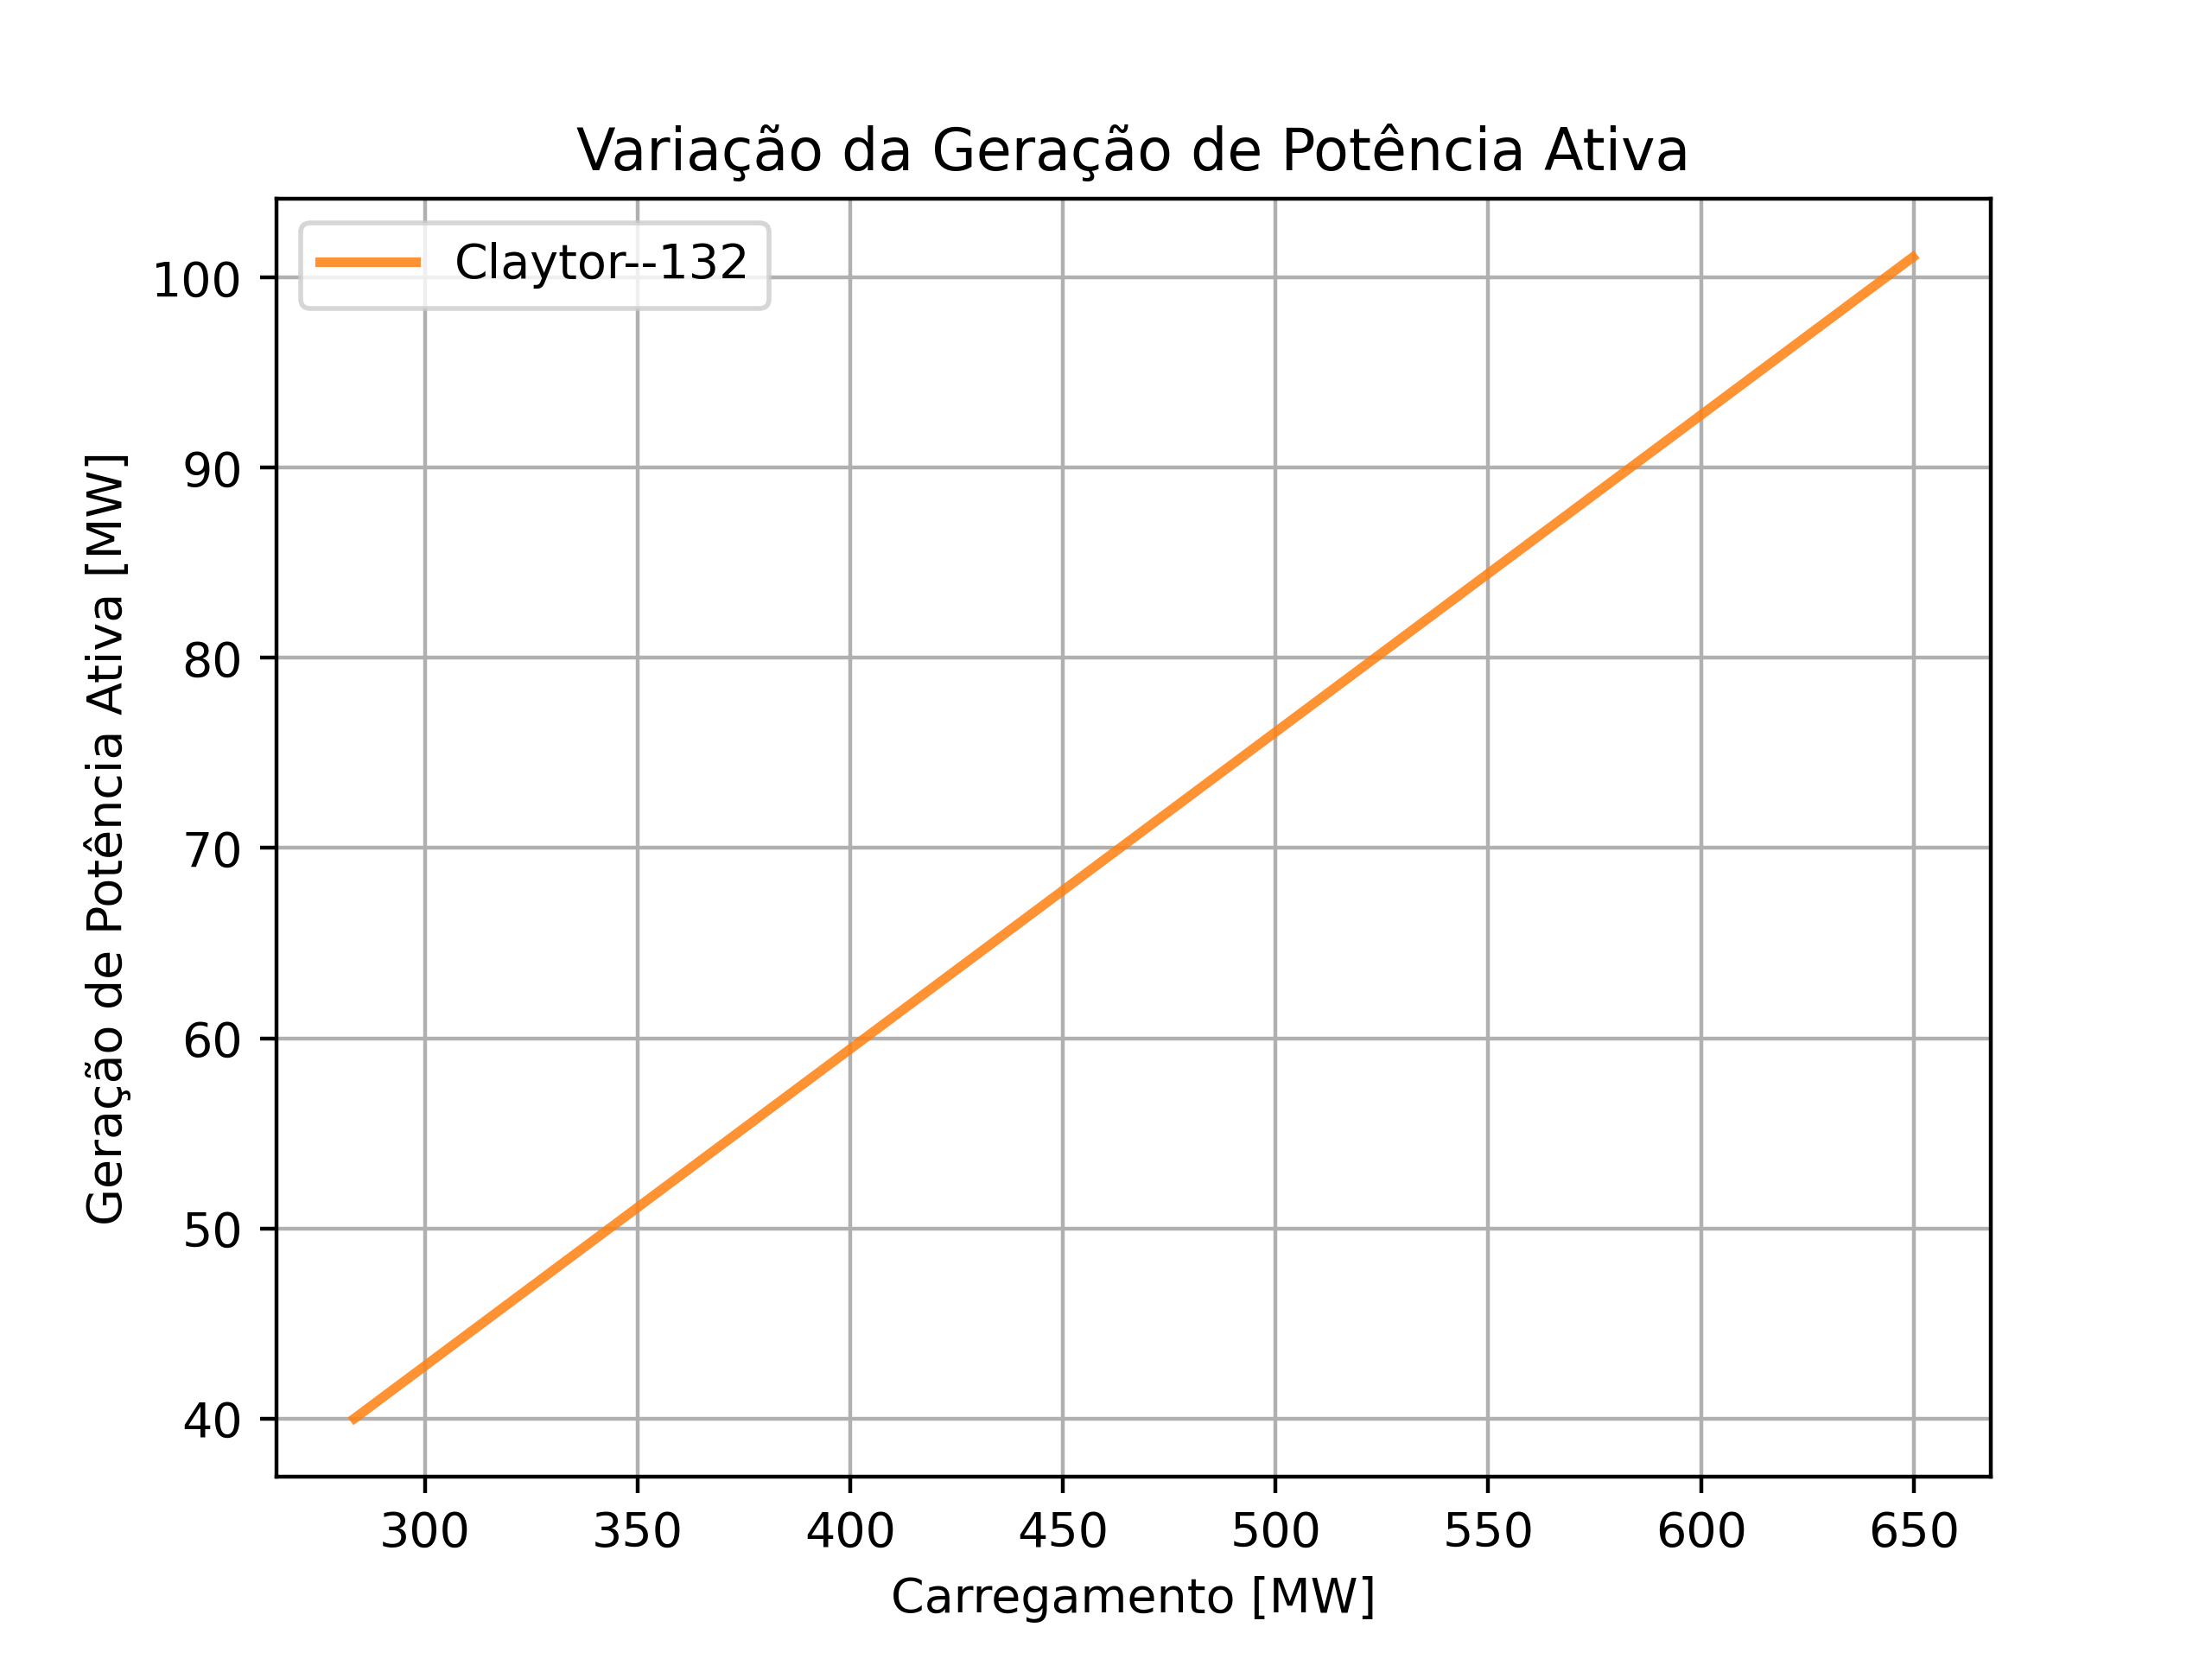 Variação da Geração de Potência Ativa
Claytor--132
Geração de Potência Ativa [MW]
100
90
80
70
60
50
40
300 350 400 450 500 550 600 650
Carregamento [MW]